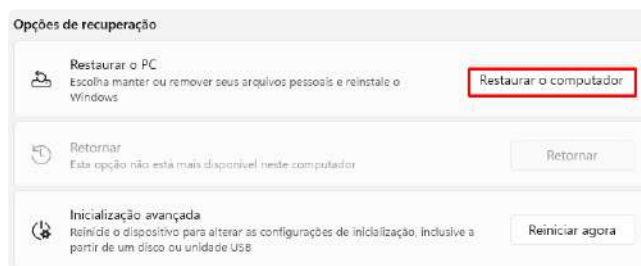 Opções de recuperação
Restaurar o PC
Escolha manter ou remover seus arquivos pessoais e reinstale o
Windows
Restaurar o computador
Retornar
Esta opção não está mais disponível neste computador
Retornar
Inicialização avançada
Reinicie o dispositivo para alterar as configurações de inicialização, inclusive a
partir de um disco ou unidade USB
Reiniciar agora